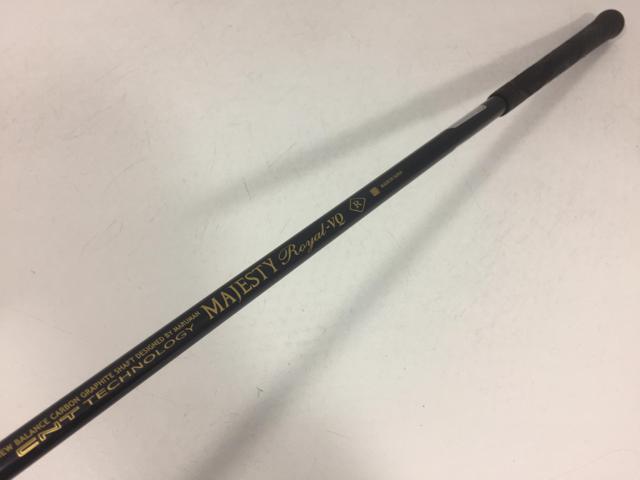 NEW BALANCE CARBON GRAPHITE SHAFT DESIGNED BY MARUMAN
CNT TECHNOLOGY
MAJESTY Royal-VQ R